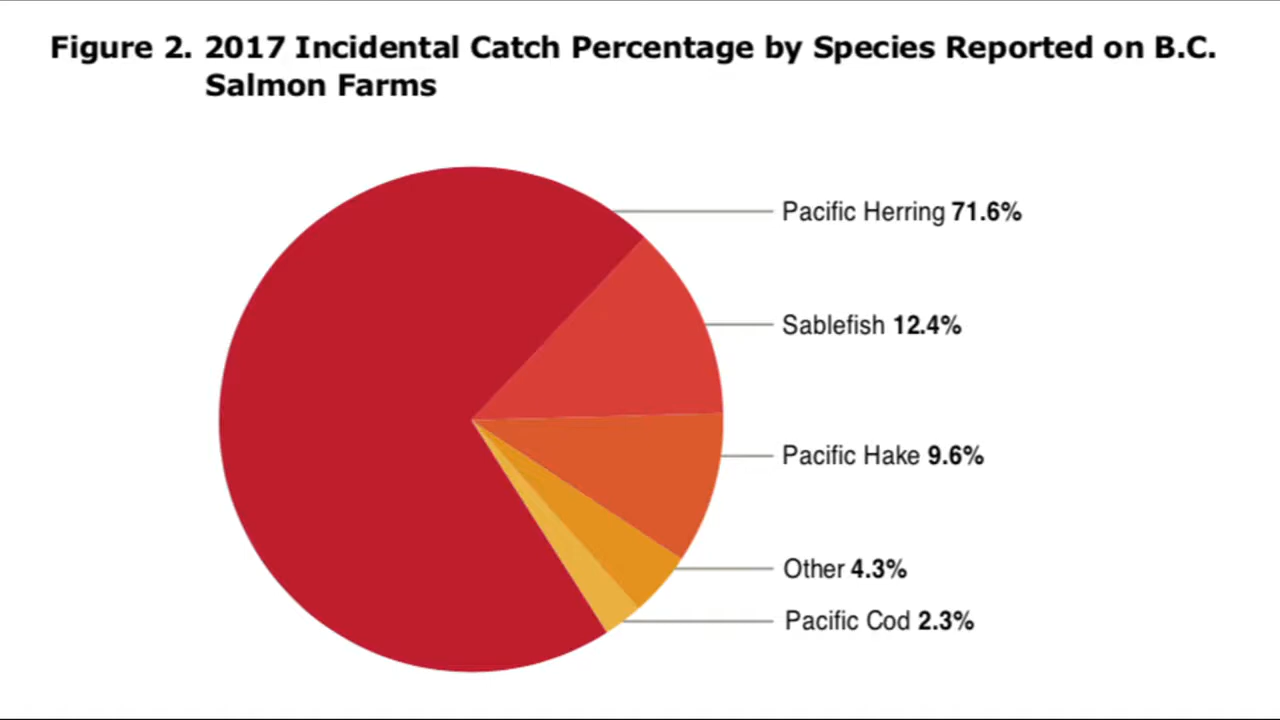 Figure 2. 2017 Incidental Catch Percentage by Species Reported on B.C.
Salmon Farms
Pacific Herring 71.6%
Sablefish 12.4%
Pacific Hake 9.6%
Other 4.3%
Pacific Cod 2.3%